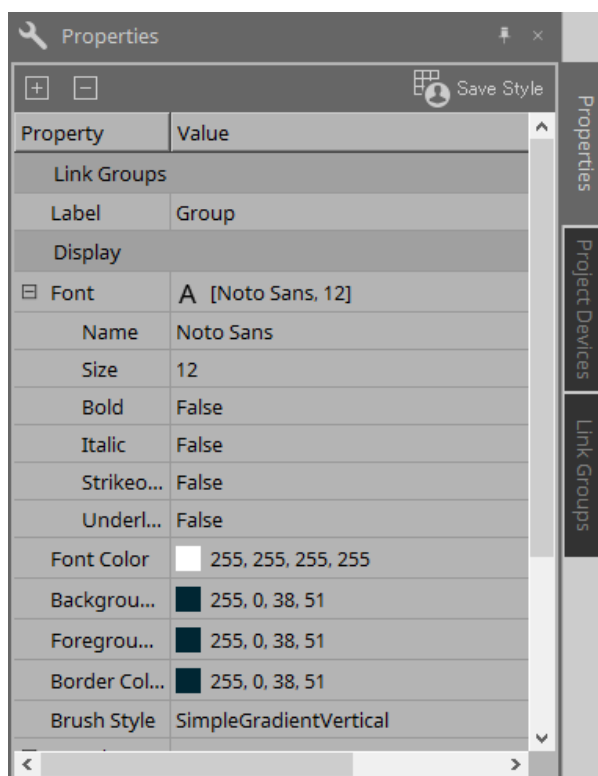 Properties
Save Style
Property Value
Link Groups
Label Group
Display
Font A [Noto Sans, 12]
Name Noto Sans
Size 12
Bold False
Italic False
Strikeo... False
Underl... False
Font Color 255, 255, 255, 255
Backgrou... 255, 0, 38, 51
Foregrou... 255, 0, 38, 51
Border Col... 255, 0, 38, 51
Brush Style SimpleGradientVertical
Properties
Project Devices
Link Groups